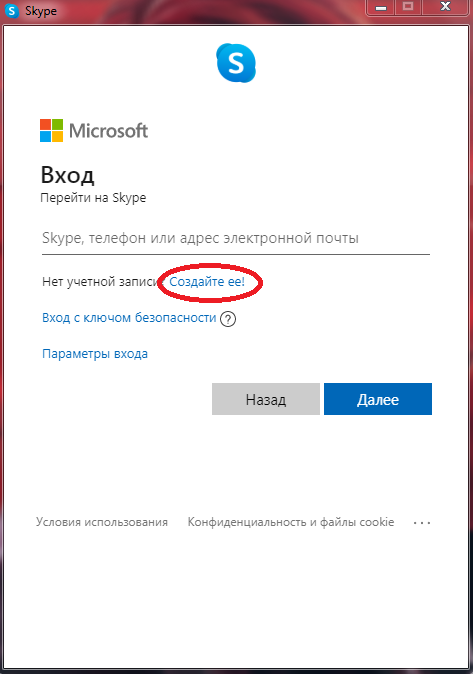 Skype
S
Microsoft
Вход
Перейти на Skype
Skype, телефон или адрес электронной почты
Нет учетной записи? Создайте ее!
Вход с ключом безопасности ?
Параметры входа
Назад Далее
Условия использования Конфиденциальность и файлы cookie ...